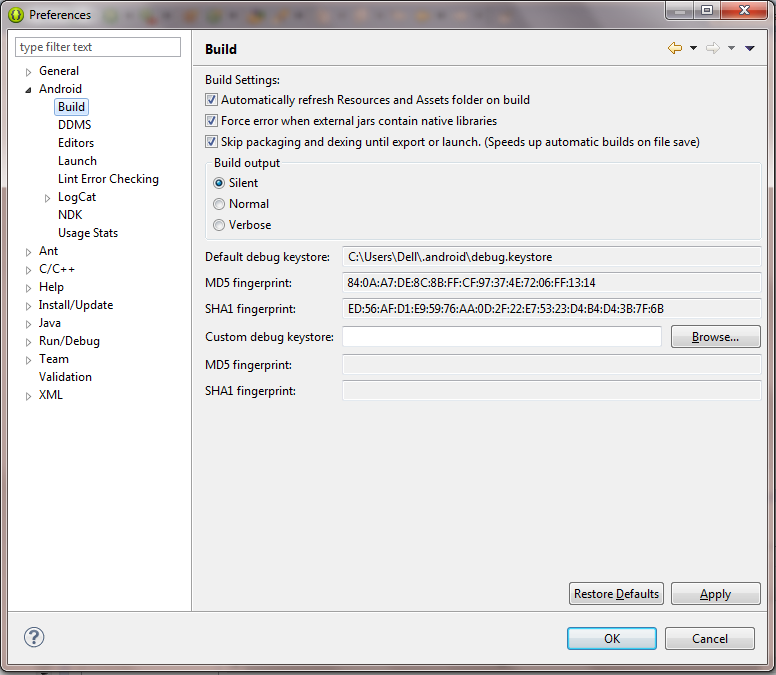 Preferences
type filter text
General
Android
Build
DDMS
Editors
Launch
Lint Error Checking
LogCat
NDK
Usage Stats
Ant
C/C++
Help
Install/Update
Java
Run/Debug
Team
Validation
XML
Build
Build Settings:
Automatically refresh Resources and Assets folder on build
Force error when external jars contain native libraries
Skip packaging and dexing until export or launch. (Speeds up automatic builds on file save)
Build output
Silent
Normal
Verbose
Default debug keystore: C:\Users\Dell\.android\debug.keystore
MD5 fingerprint: 84:0A:A7:DE:8C:8B:FF:CF:97:37:4E:72:06:FF:13:14
SHA1 fingerprint: ED:56:AF:D1:E9:59:76:AA:0D:2F:22:E7:53:23:D4:B4:D4:3B:7F:6B
Custom debug keystore: Browse...
MD5 fingerprint:
SHA1 fingerprint:
Restore Defaults Apply
? OK Cancel